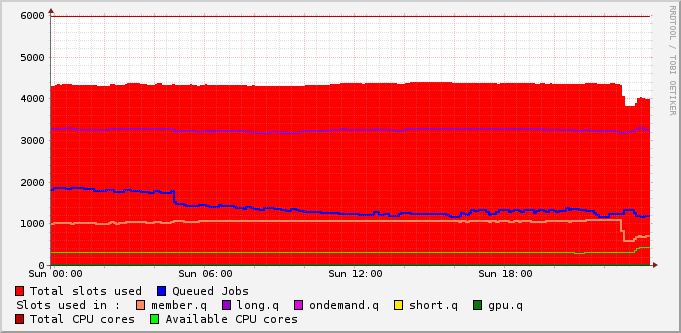 6000
5000
4000
3000
2000
1000
0
Sun 00:00 Sun 06:00 Sun 12:00 Sun 18:00
Total slots used Queued Jobs
Slots used in : member.q long.q ondemand.q short.q gpu.q
Total CPU cores Available CPU cores
RRDTOOL / TOBI OETIKER